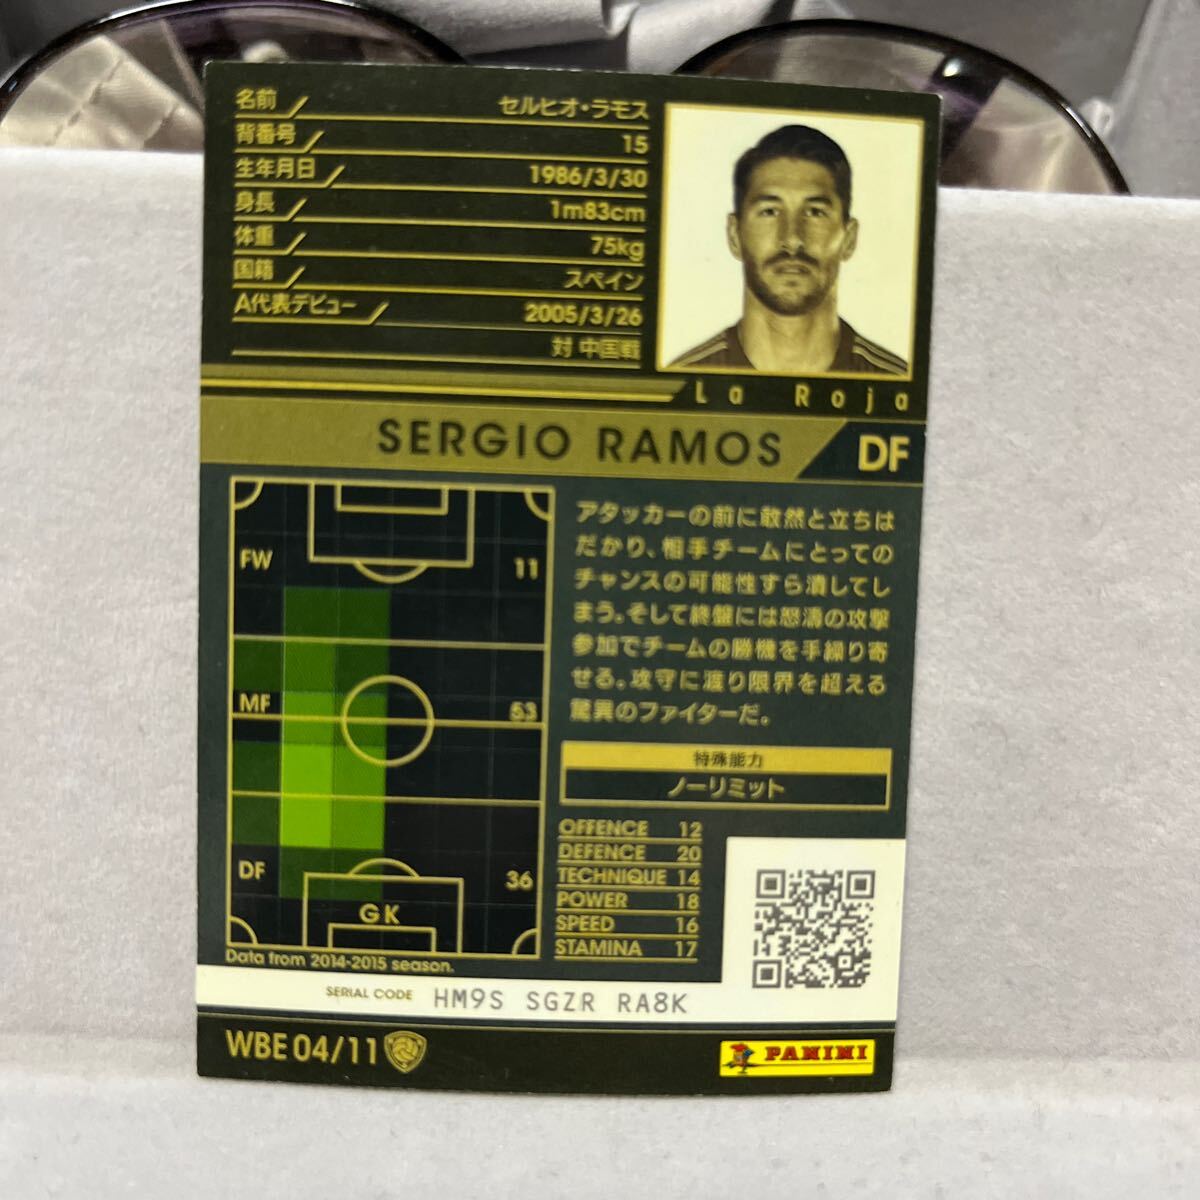 名前 セルヒオ・ラモス
背番号 15
生年月日 1986/3/30
身長 1m83cm
体重 75kg
国籍 スペイン
A代表デビュー 2005/3/26
対 中国戦
La Roja
SERGIO RAMOS DF
FW 11
MF 53
DF 36
GK
Data from 2014-2015 season.
アタッカーの前に敢然と立ちは
だかり、相手チームにとっての
チャンスの可能性すら潰してし
まう。そして終盤には怒濤の攻撃
参加でチームの勝機を手繰り寄
せる。攻守に渡り限界を超える
驚異のファイターだ。
特殊能力
ノーリミット
OFFENCE 12
DEFENCE 20
TECHNIQUE 14
POWER 18
SPEED 16
STAMINA 17
SERIAL CODE HM9S SGZR RA8K
WBE 04/11
PANINI